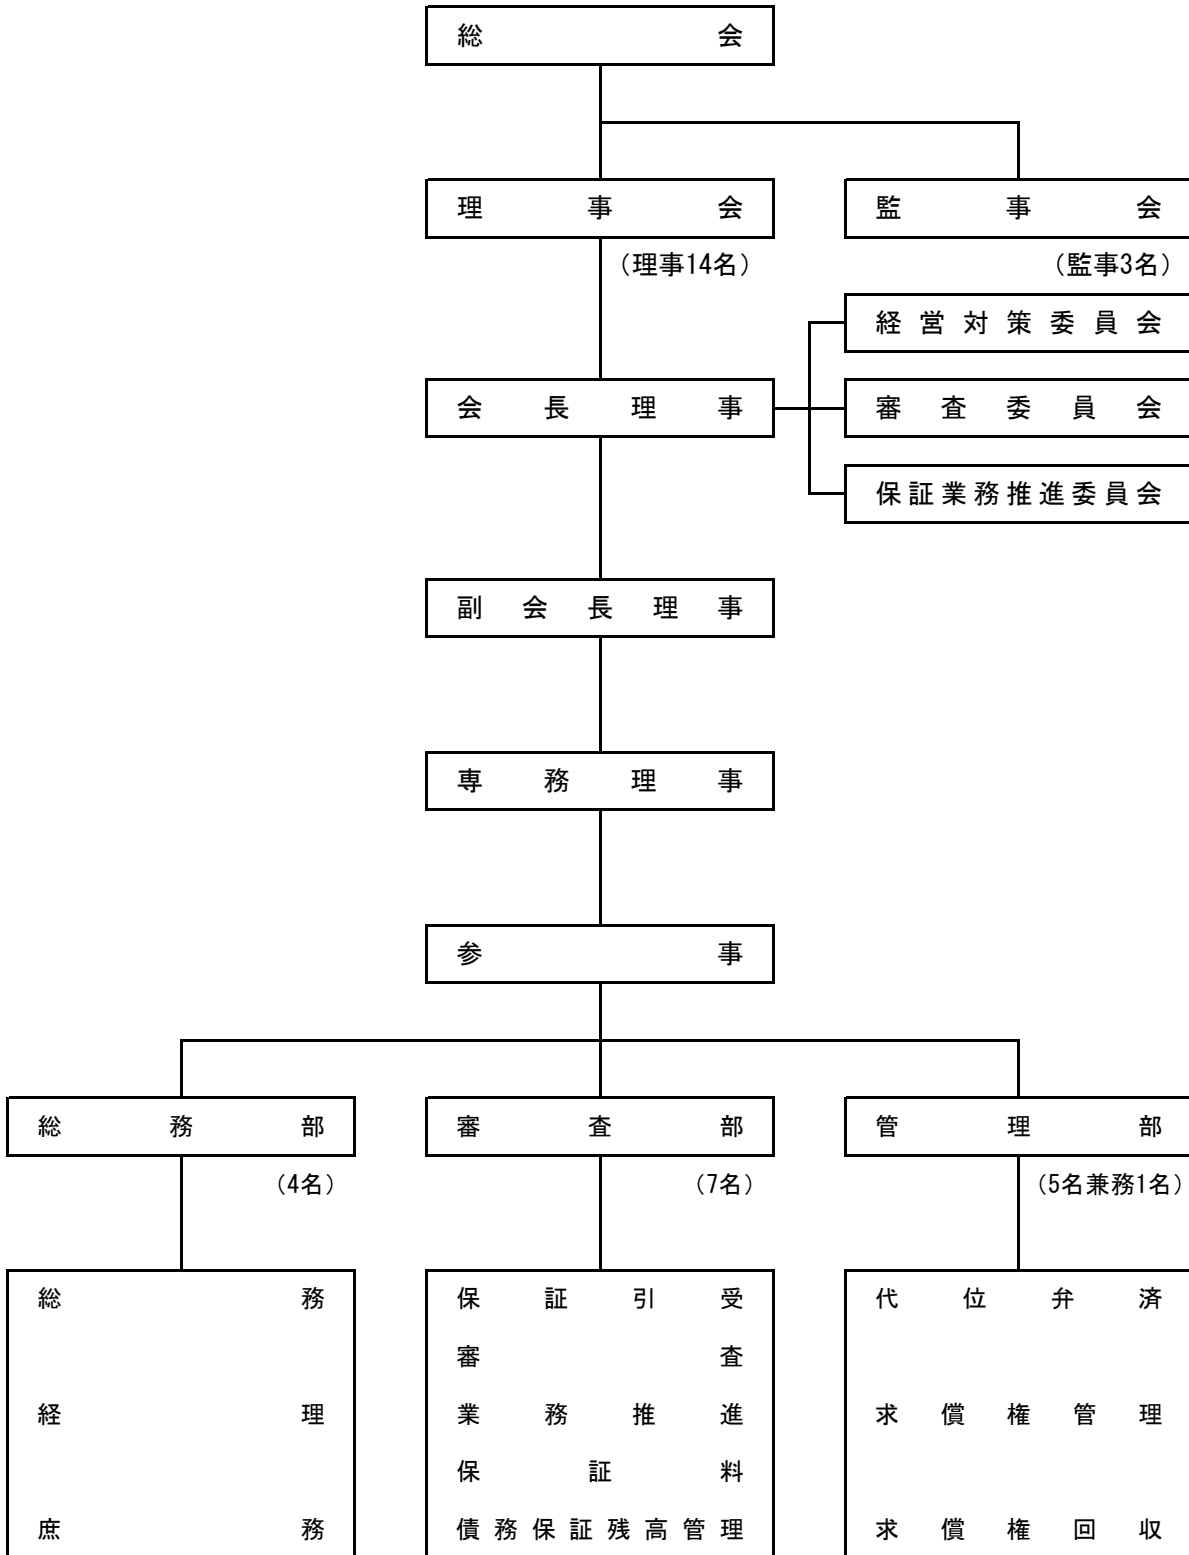 総会
理事会
監事会
（理事14名）
（監事3名）
経営対策委員会
会長理事
審査委員会
保証業務推進委員会
副会長理事
専務理事
参事
総務部
審査部
管理部
（4名）
（7名）
（5名兼務1名）
総務
経理
庶務
保証引受
審査
業務推進
保証料
債務保証残高管理
代位弁済
求償権管理
求償権回収